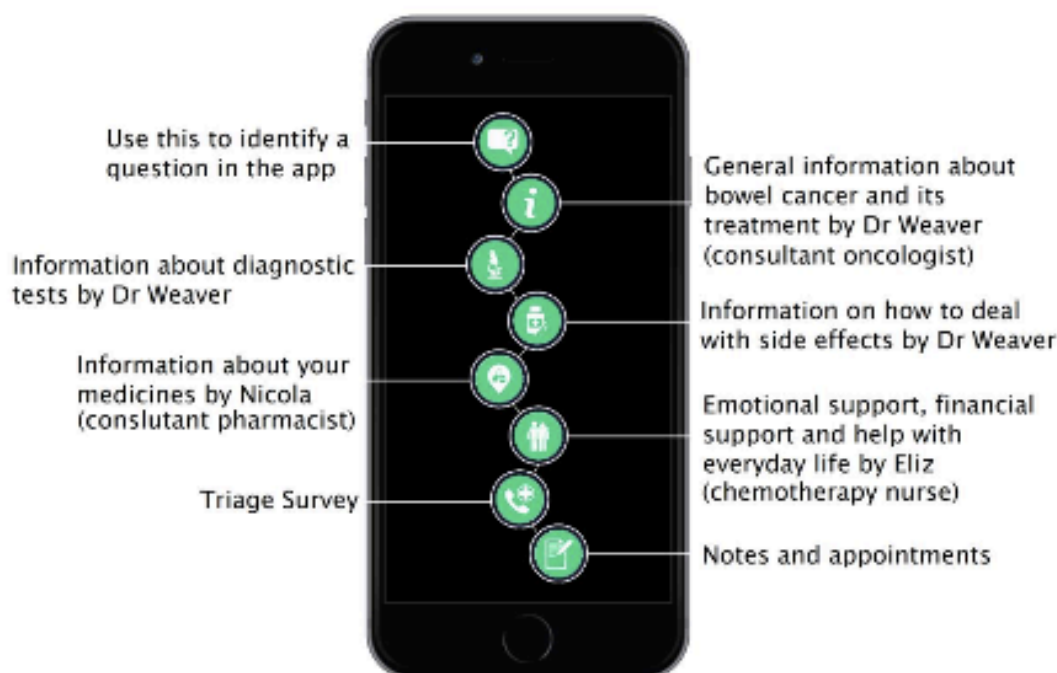 Use this to identify a
question in the app
General information about
bowel cancer and its
treatment by Dr Weaver
(consultant oncologist)
Information about diagnostic
tests by Dr Weaver
Information on how to deal
with side effects by Dr Weaver
Information about your
medicines by Nicola
(conslutant pharmacist)
Emotional support, financial
support and help with
everyday life by Eliz
(chemotherapy nurse)
Triage Survey
Notes and appointments